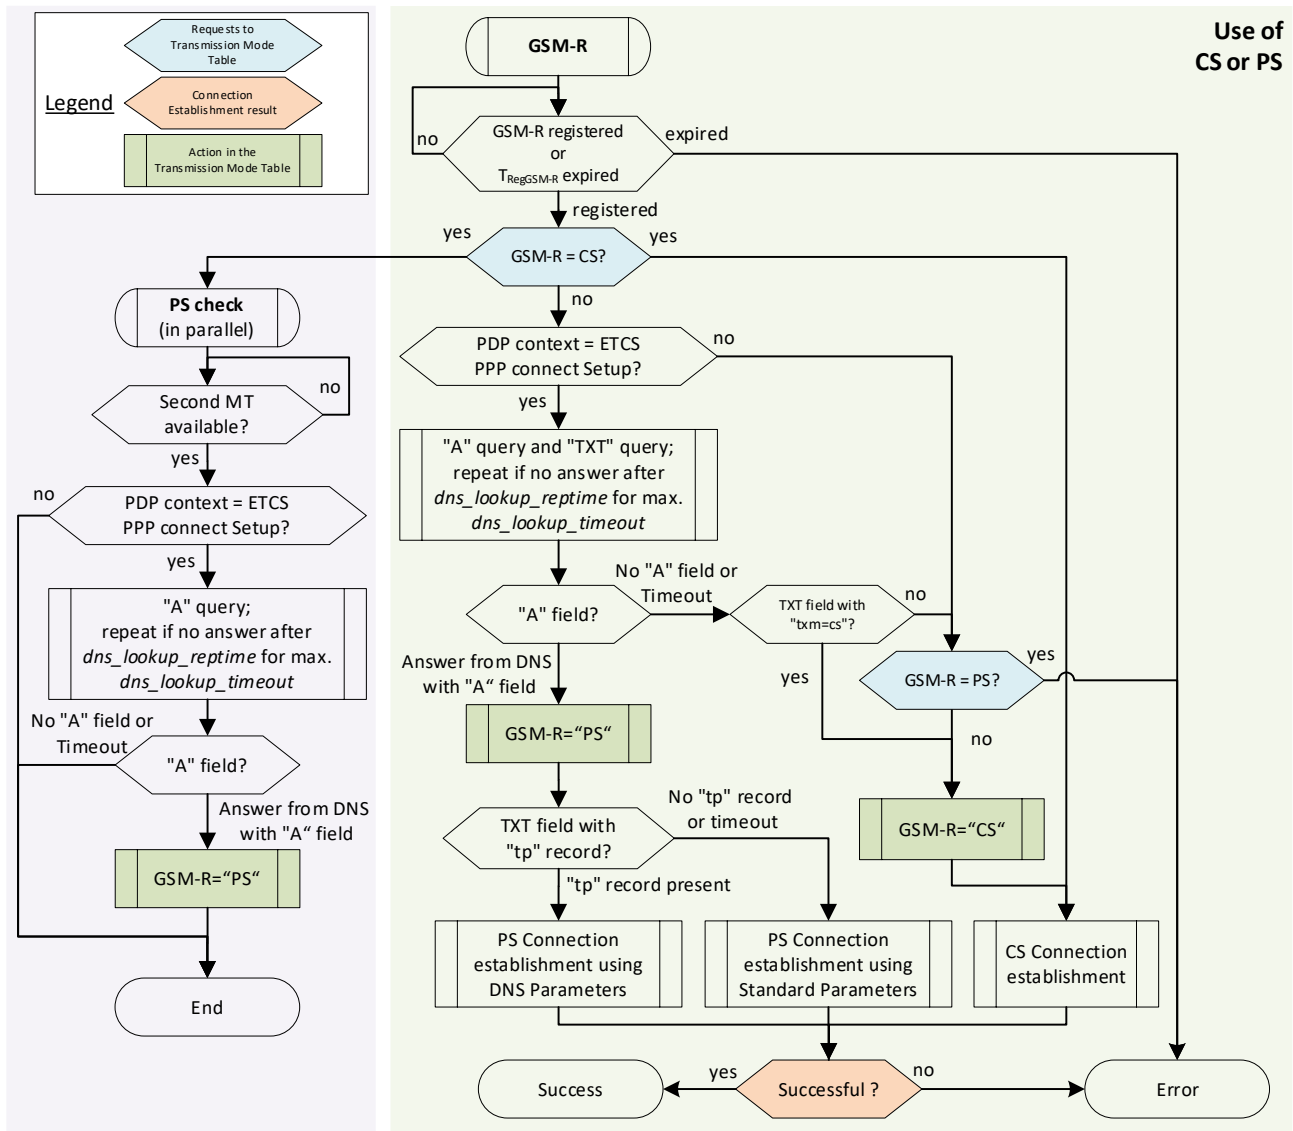 Requests to
Transmission Mode
Table
Legend
Connection
Establishment result
Action in the
Transmission Mode Table
Use of
CS or PS
GSM-R
no
GSM-R registered
or
TRegGSM-R expired
expired
registered
yes
GSM-R = CS?
yes
no
PS check
(in parallel)
PDP context = ETCS
PPP connect Setup?
no
yes
Second MT
available?
no
yes
"A" query and "TXT" query;
repeat if no answer after
dns_lookup_reptime for max.
dns_lookup_timeout
no
PDP context = ETCS
PPP connect Setup?
yes
"A" query;
repeat if no answer after
dns_lookup_reptime for max.
dns_lookup_timeout
"A" field?
No "A" field or
Timeout
TXT field with
"txm=cs"?
no
yes
Answer from DNS
with "A“ field
GSM-R = PS?
yes
no
No "A" field or
Timeout
"A" field?
Answer from DNS
with "A“ field
GSM-R=“PS“
GSM-R=“PS“
TXT field with
"tp" record?
No "tp" record
or timeout
"tp" record present
GSM-R=“CS“
PS Connection
establishment using
DNS Parameters
PS Connection
establishment using
Standard Parameters
CS Connection
establishment
End
Success
yes
Successful ?
no
Error